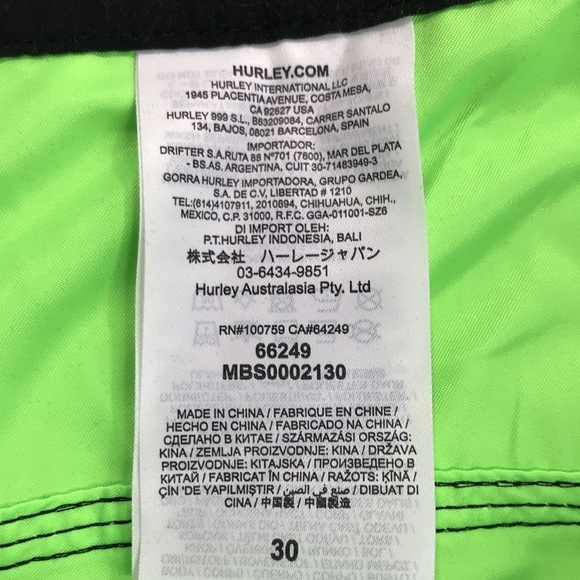 HURLEY.COM
HURLEY INTERNATIONAL LLC
1945 PLACENTIA AVENUE, COSTA MESA,
CA 92627 USA
HURLEY 999 S.L., B63209084, CARRER SANTALO
134, BAJOS, 08021 BARCELONA, SPAIN
IMPORTADOR:
DRIFTER S.A.RUTA 88 Nº701 (7600), MAR DEL PLATA
- BS.AS. ARGENTINA, CUIT 30-71483949-3
GORRA HURLEY IMPORTADORA, GRUPO GARDEA,
S.A. DE C.V, LIBERTAD # 1210
TEL:(614)4107911, 2010894, CHIHUAHUA, CHIH.,
MEXICO, C.P. 31000, R.F.C. GGA-011001-SZ6
DI IMPORT OLEH:
P.T.HURLEY INDONESIA, BALI
株式会社 ハーレージャパン
03-6434-9851
Hurley Australasia Pty. Ltd
RN#100759 CA#64249
66249
MBS0002130
MADE IN CHINA / FABRIQUE EN CHINE /
HECHO EN CHINA / FABRICADO NA CHINA /
СДЕЛАНО В КИТАЕ / SZÁRMAZÁSI ORSZÁG:
KÍNA / ZEMLJA PROIZVODNJE: KINA / DRŽAVA
PROIZVODNJE: KITAJSKA / ПРОИЗВЕДЕНО В
КИТАЙ / FABRICAT ÎN CHINA / RAŽOTS: ĶĪNĀ /
ÇİN 'DE YAPILMIŞTIR / صنع في الصين / DIBUAT DI
CINA / 中国製 / 中國製造
30